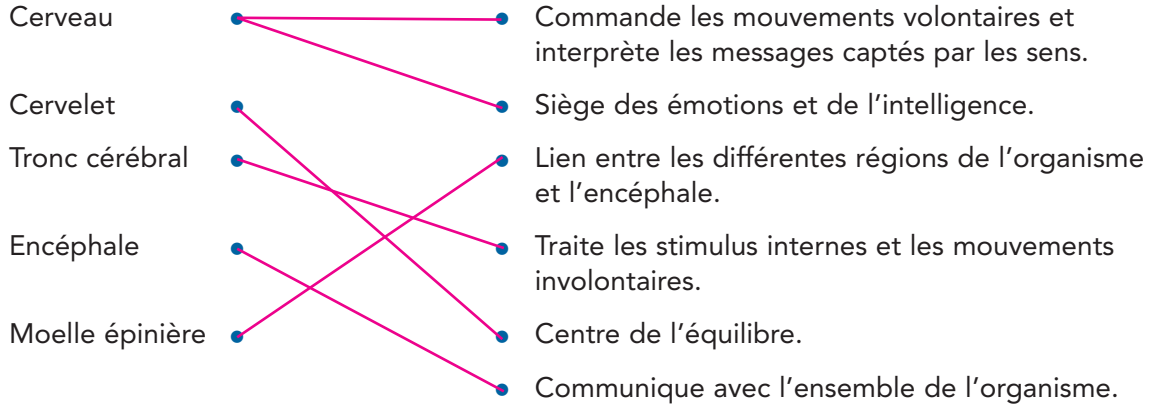 Cerveau
Commande les mouvements volontaires et
interprète les messages captés par les sens.
Cervelet
Siège des émotions et de l’intelligence.
Tronc cérébral
Lien entre les différentes régions de l’organisme
et l’encéphale.
Encéphale
Traite les stimulus internes et les mouvements
involontaires.
Moelle épinière
Centre de l’équilibre.
Communique avec l’ensemble de l’organisme.